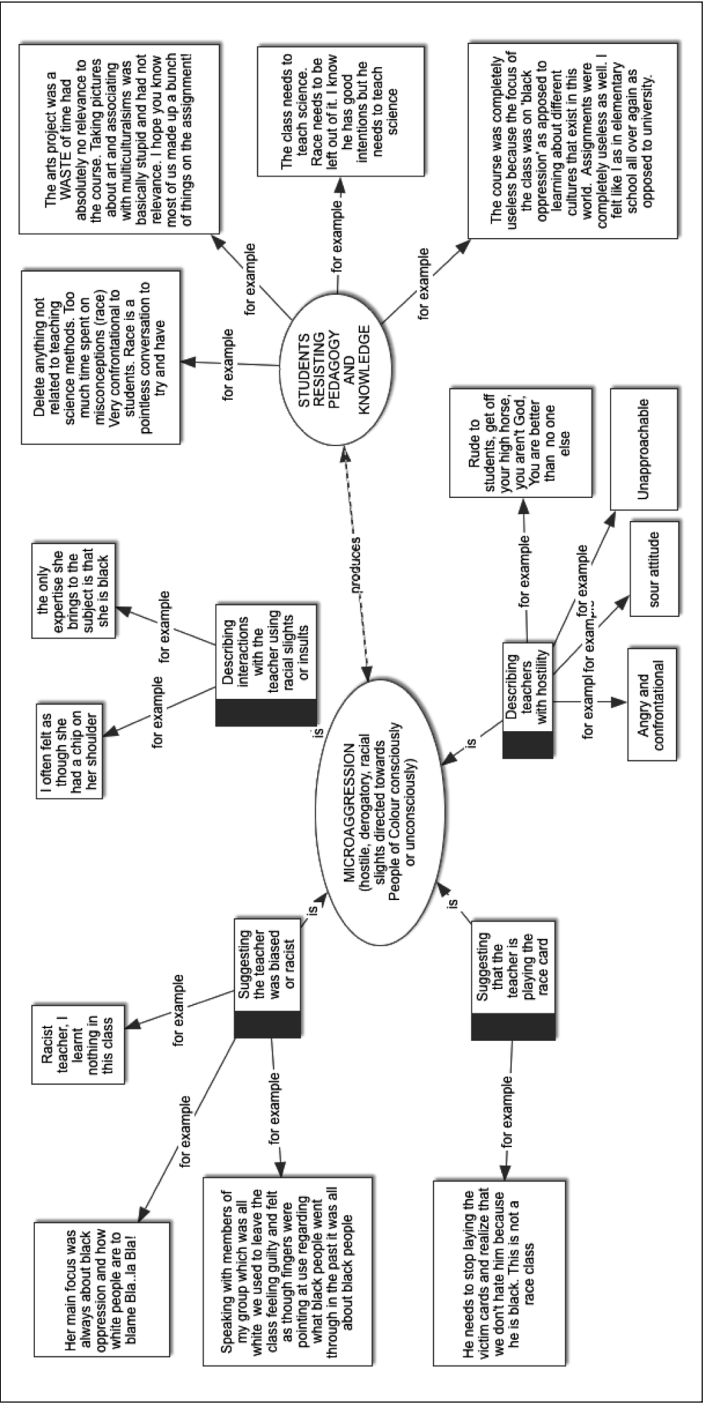 Her main focus was
always about black
oppression and how
white people are to
blame Bla..la Bla!
for example
Racist
teacher, I
learnt
nothing in
this class
for example
Speaking with members of
my group which was all
white we used to leave the
class feeling guilty and felt
as though fingers were
pointing at use regarding
what black people went
through in the past it was all
about black people
for example
Suggesting
the teacher
was biased
or racist
is
I often felt as
though she
had a chip on
her shoulder
for example
the only
expertise she
brings to the
subject is that
she is black
for example
Describing
interactions
with the
teacher using
racial slights
or insults
is
Delete anything not
related to teaching
science methods. Too
much time spent on
misconceptions (race)
Very confrontational to
students. Race is a
pointless conversation to
try and have
for example
The arts project was a
WASTE of time had
absolutely no relevance to
the course. Taking pictures
about art and associating
with multiculturalsims was
basically stupid and had not
relevance. I hope you know
most of us made up a bunch
of things on the assignment!
for example
The class needs to
teach science.
Race needs to be
left out of it. I know
he has good
intentions but he
needs to teach
science
for example
STUDENTS
RESISTING
PEDAGOGY
AND
KNOWLEDGE
for example
The course was completely
useless because the focus of
the class was on 'black
oppression' as apposed to
learning about different
cultures that exist in this
world. Assignments were
completely useless as well. I
felt like I as in elementary
school all over again as
opposed to university.
produces
MICROAGGRESSION
(hostile, derogatory, racial
slights directed towards
People of Colour consciously
or unconsciously)
is
Suggesting
that the
teacher is
playing the
race card
for example
He needs to stop laying the
victim cards and realize that
we don't hate him because
he is black. This is not a
race class
is
Describing
teachers
with hostility
for example
Rude to
students, get off
your high horse,
you aren't God,
You are better
than no one
else
for exampl
Angry and
confrontational
for exampl
sour attitude
for example
Unapproachable